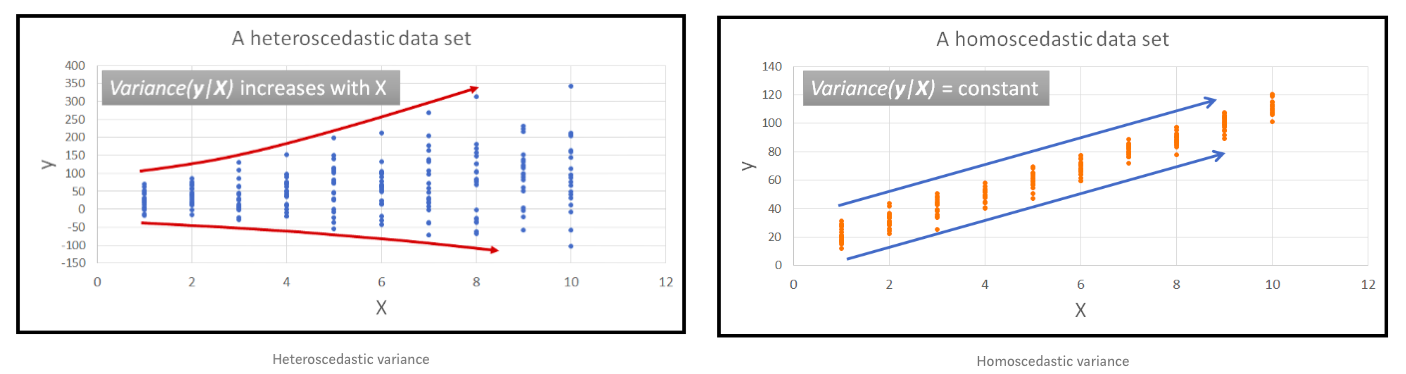 A heteroscedastic data set
Variance(y|X) increases with X
400
350
300
250
200
150
100
50
0
-50
-100
-150
y
0 2 4 6 8 10 12
X
Heteroscedastic variance
A homoscedastic data set
Variance(y|X) = constant
140
120
100
80
60
40
20
0
y
0 2 4 6 8 10 12
X
Homoscedastic variance